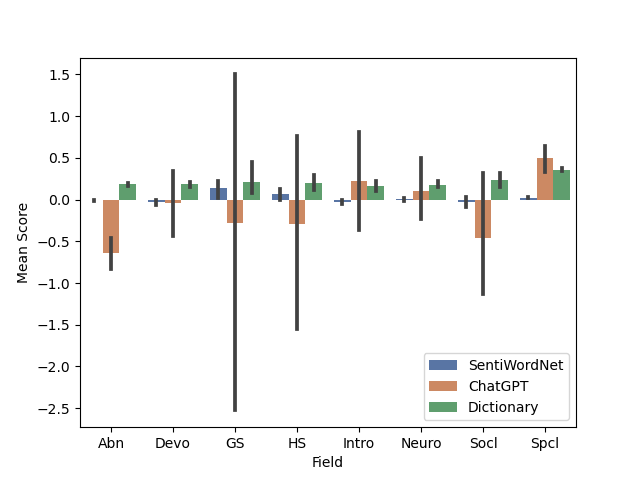 1.5
1.0
0.5
0.0
−0.5
−1.0
−1.5
−2.0
−2.5
Mean Score
SentiWordNet
ChatGPT
Dictionary
Abn Devo GS HS Intro Neuro Socl Spcl
Field